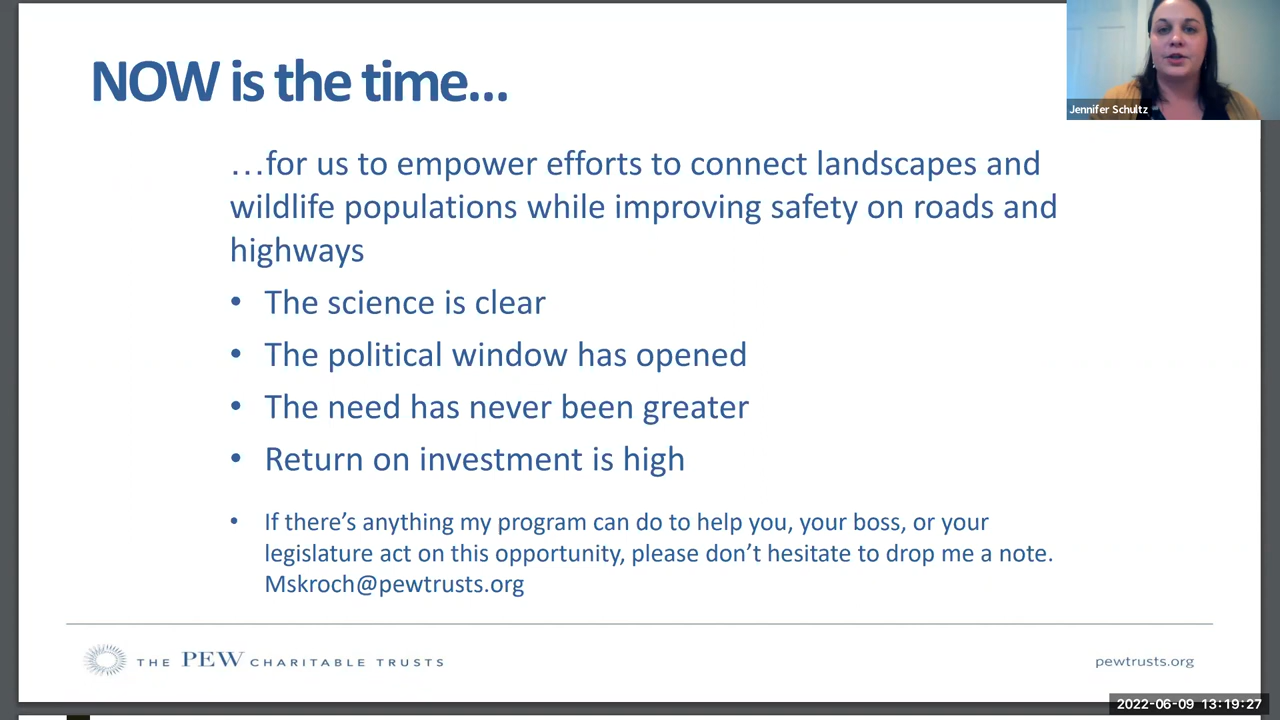 NOW is the time...
Jennifer Schultz
...for us to empower efforts to connect landscapes and
wildlife populations while improving safety on roads and
highways
• The science is clear
• The political window has opened
• The need has never been greater
• Return on investment is high
• If there's anything my program can do to help you, your boss, or your
legislature act on this opportunity, please don't hesitate to drop me a note.
Mskroch@pewtrusts.org
THE PEW CHARITABLE TRUSTS
pewtrusts.org
2022-06-09 13:19:27